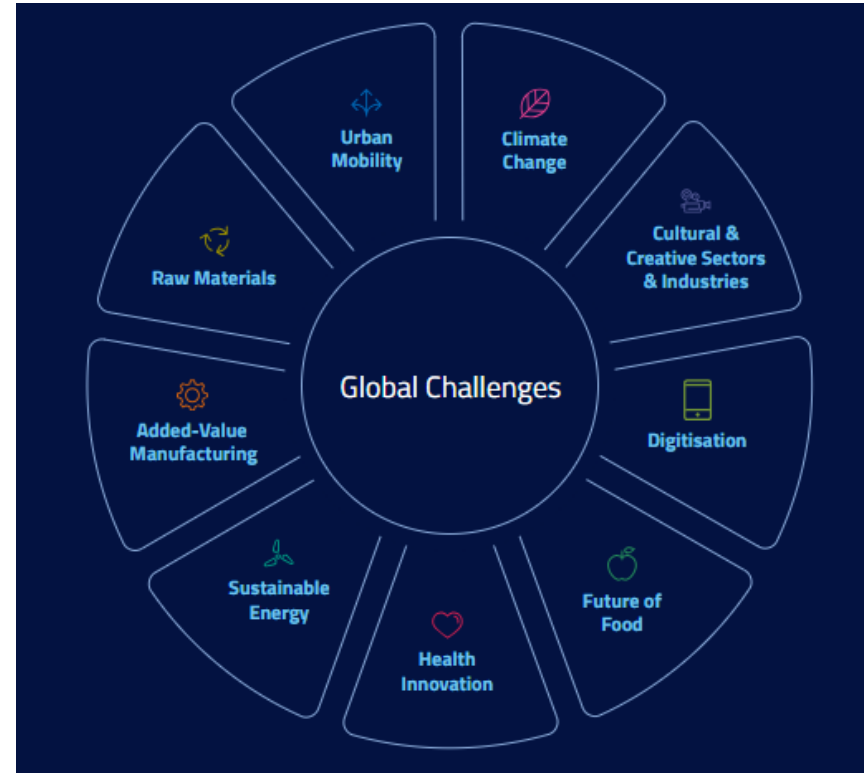 Urban
Mobility
Climate
Change
Cultural &
Creative Sectors
& Industries
Raw Materials
Global Challenges
Added-Value
Manufacturing
Digitisation
Sustainable
Energy
Future of
Food
Health
Innovation